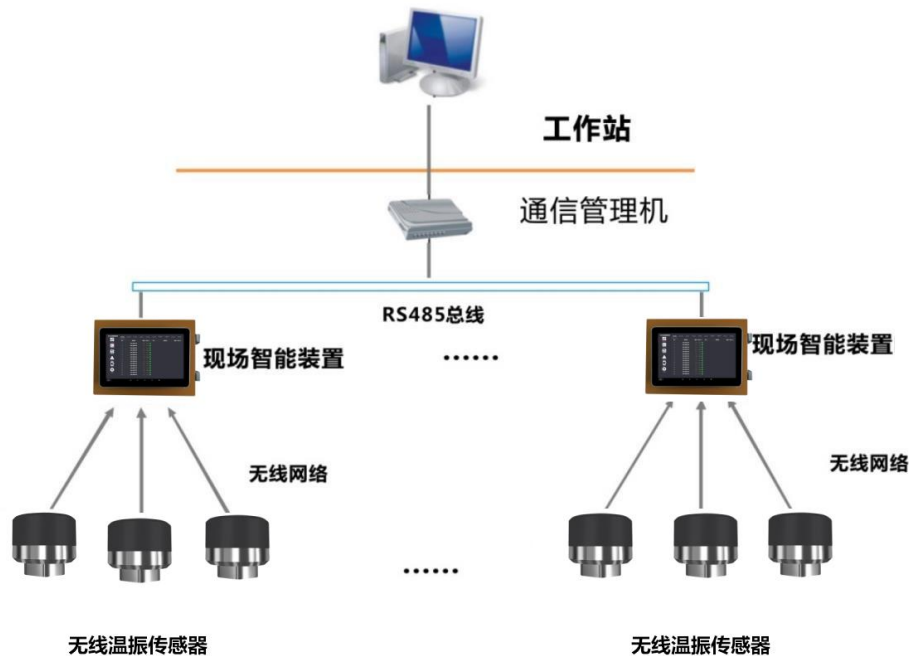 工作站
通信管理机
RS485总线
现场智能装置
······
现场智能装置
无线网络
无线网络
······
无线温振传感器
无线温振传感器